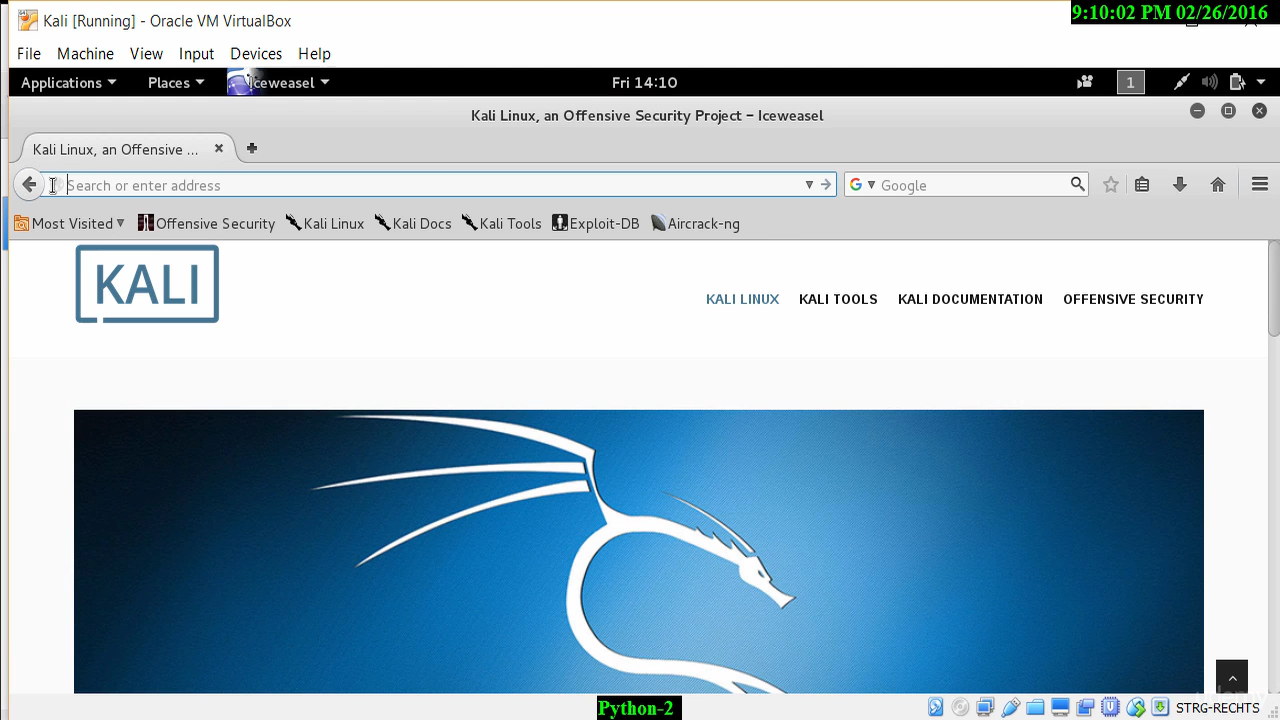 Kali [Running] - Oracle VM VirtualBox
9:10:02 PM 02/26/2016
File Machine View Input Devices Help
Applications Places Iceweasel Fri 14:10 1
Kali Linux, an Offensive Security Project – Iceweasel
Kali Linux, an Offensive ...
Search or enter address Google
Most Visited Offensive Security Kali Linux Kali Docs Kali Tools Exploit-DB Aircrack-ng
KALI
KALI LINUX KALI TOOLS KALI DOCUMENTATION OFFENSIVE SECURITY
Python-2
STRG-RECHTS